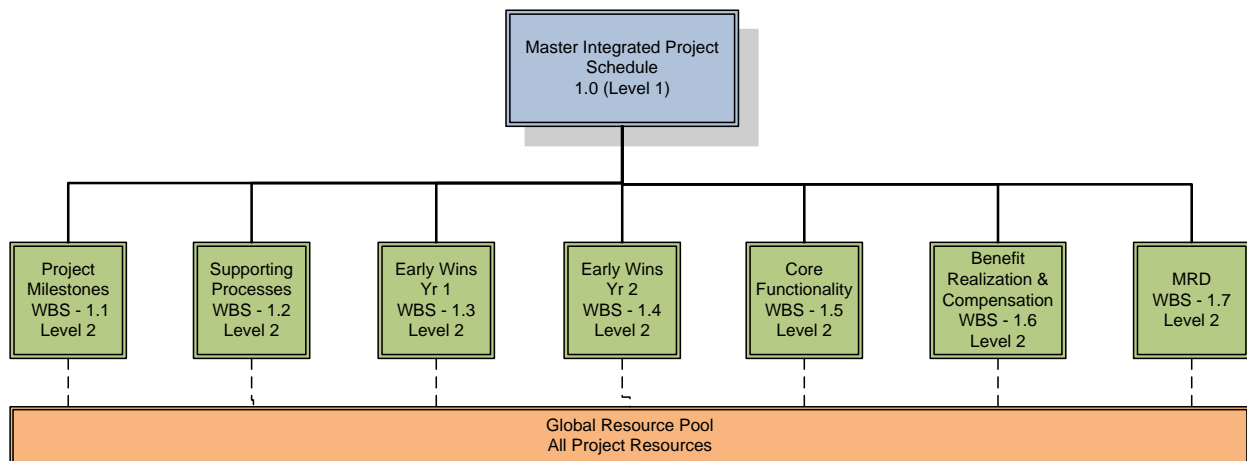 Master Integrated Project
Schedule
1.0 (Level 1)
Project
Milestones
WBS - 1.1
Level 2
Supporting
Processes
WBS - 1.2
Level 2
Early Wins
Yr 1
WBS - 1.3
Level 2
Early Wins
Yr 2
WBS - 1.4
Level 2
Core
Functionality
WBS - 1.5
Level 2
Benefit
Realization &
Compensation
WBS - 1.6
Level 2
MRD
WBS - 1.7
Level 2
Global Resource Pool
All Project Resources